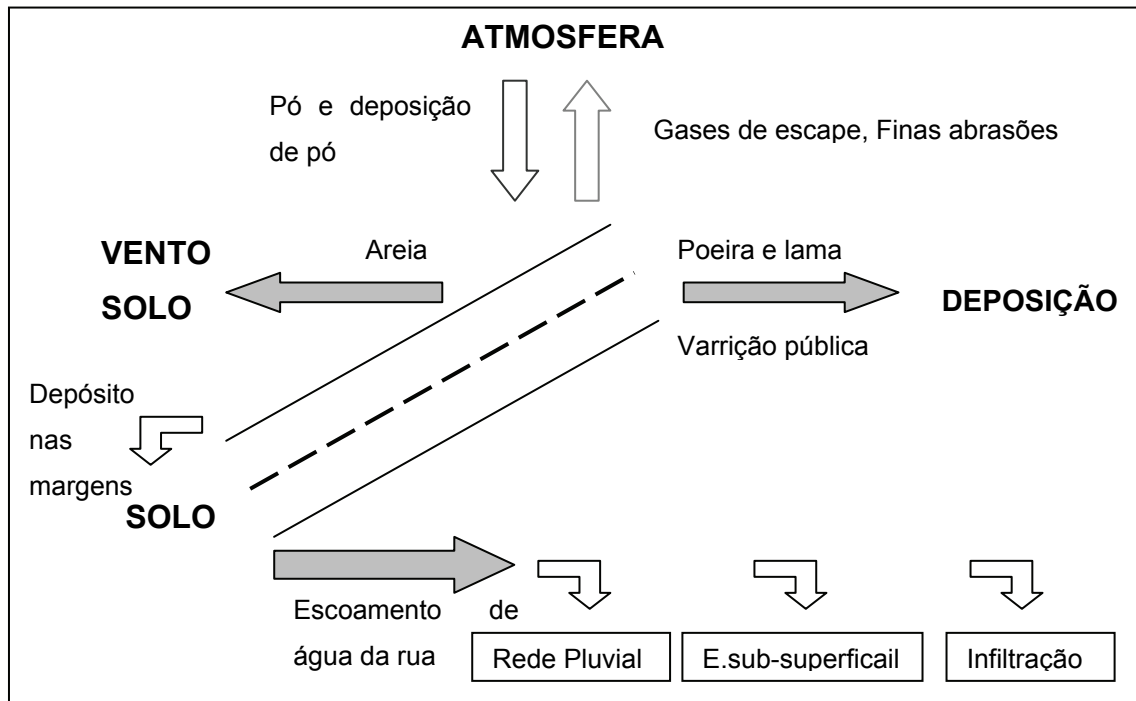 ATMOSFERA
Pó e deposição
de pó
Gases de escape, Finas abrasões
VENTO
SOLO
Areia
Poeira e lama
Varrição pública
DEPOSIÇÃO
Depósito
nas
margens
SOLO
Escoamento de
água da rua
Rede Pluvial
E.sub-superficail
Infiltração